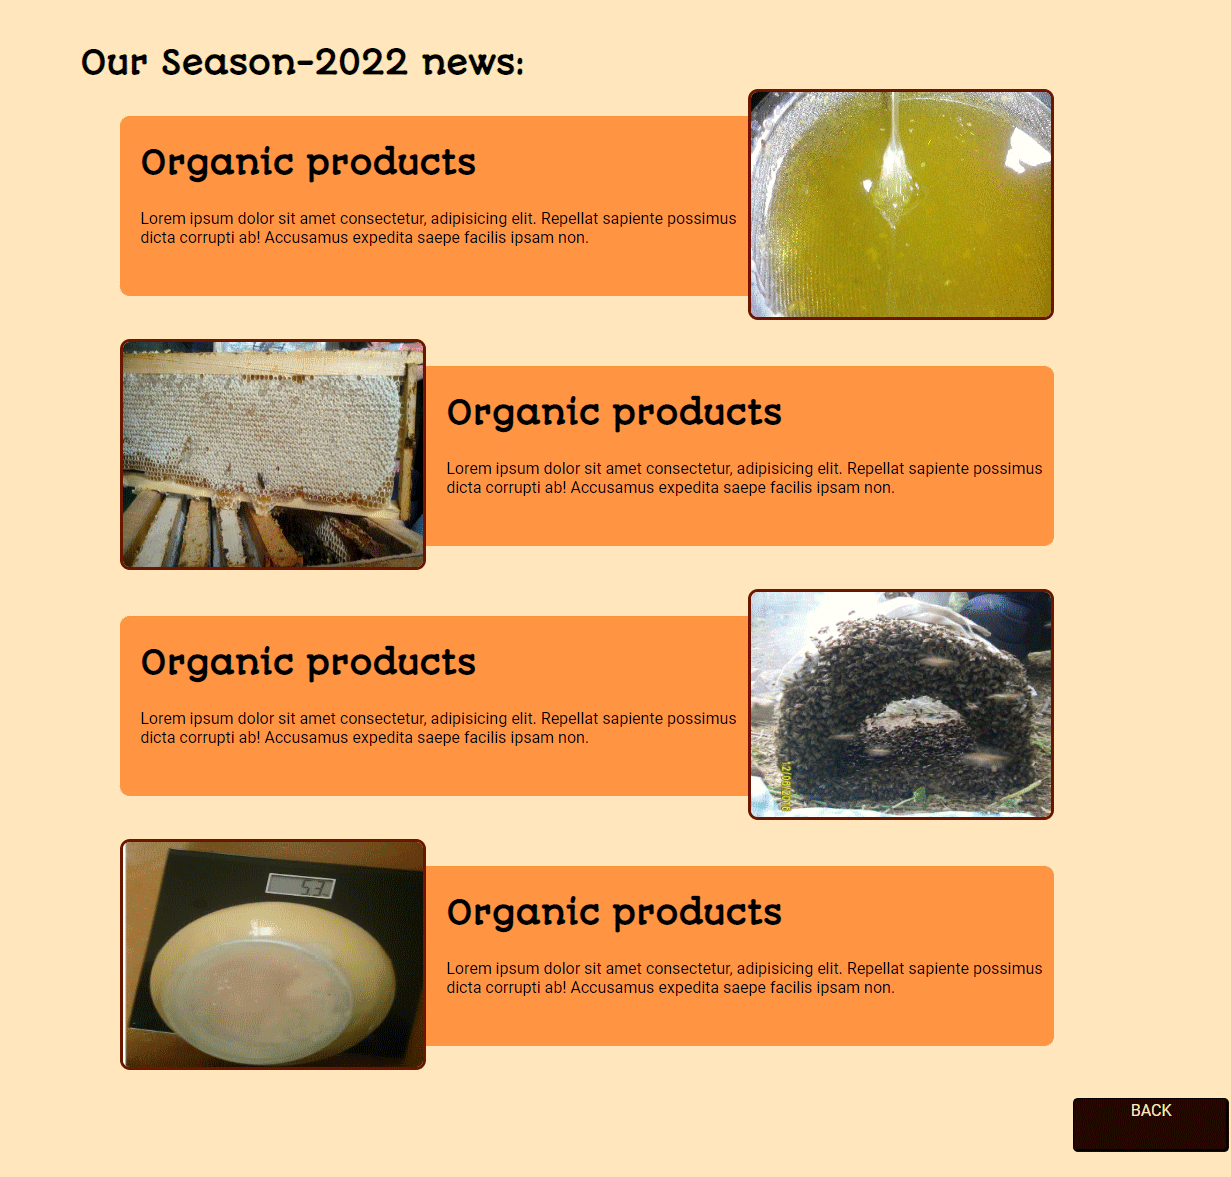 Our Season-2022 news:
Organic products
Lorem ipsum dolor sit amet consectetur, adipisicing elit. Repellat sapiente possimus
dicta corrupti ab! Accusamus expedita saepe facilis ipsam non.
Organic products
Lorem ipsum dolor sit amet consectetur, adipisicing elit. Repellat sapiente possimus
dicta corrupti ab! Accusamus expedita saepe facilis ipsam non.
Organic products
Lorem ipsum dolor sit amet consectetur, adipisicing elit. Repellat sapiente possimus
dicta corrupti ab! Accusamus expedita saepe facilis ipsam non.
Organic products
Lorem ipsum dolor sit amet consectetur, adipisicing elit. Repellat sapiente possimus
dicta corrupti ab! Accusamus expedita saepe facilis ipsam non.
BACK